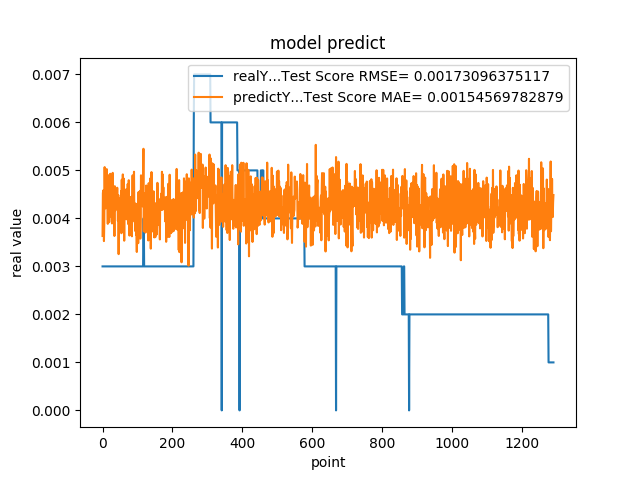 model predict
realY...Test Score RMSE= 0.00173096375117
predictY...Test Score MAE= 0.00154569782879
0.007
0.006
0.005
0.004
0.003
0.002
0.001
0.000
real value
0 200 400 600 800 1000 1200
point